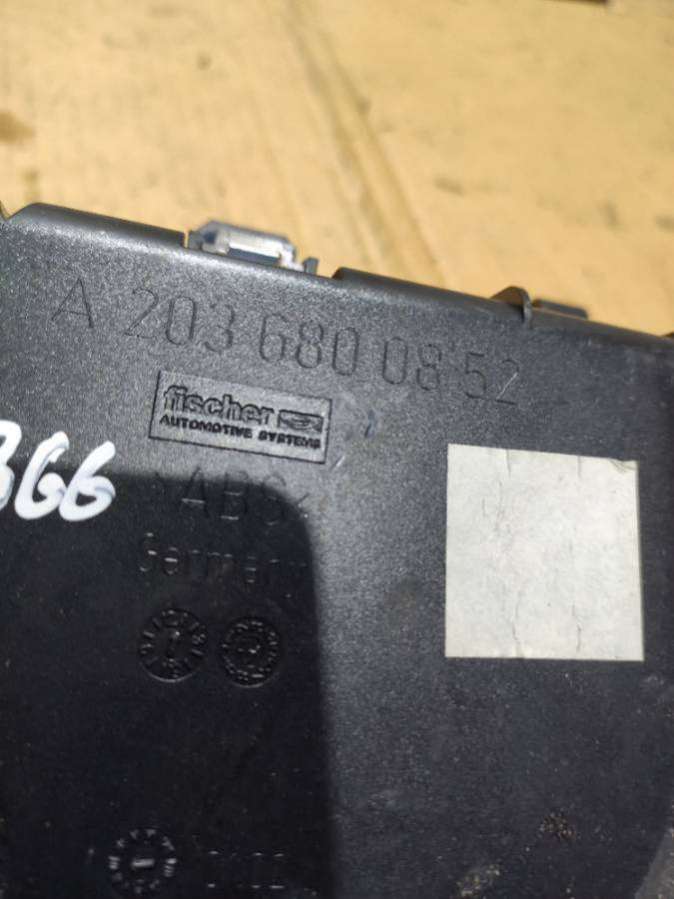 A 203 680 08 52
fischer
AUTOMOTIVE SYSTEMS
366
>ABS<
Germany